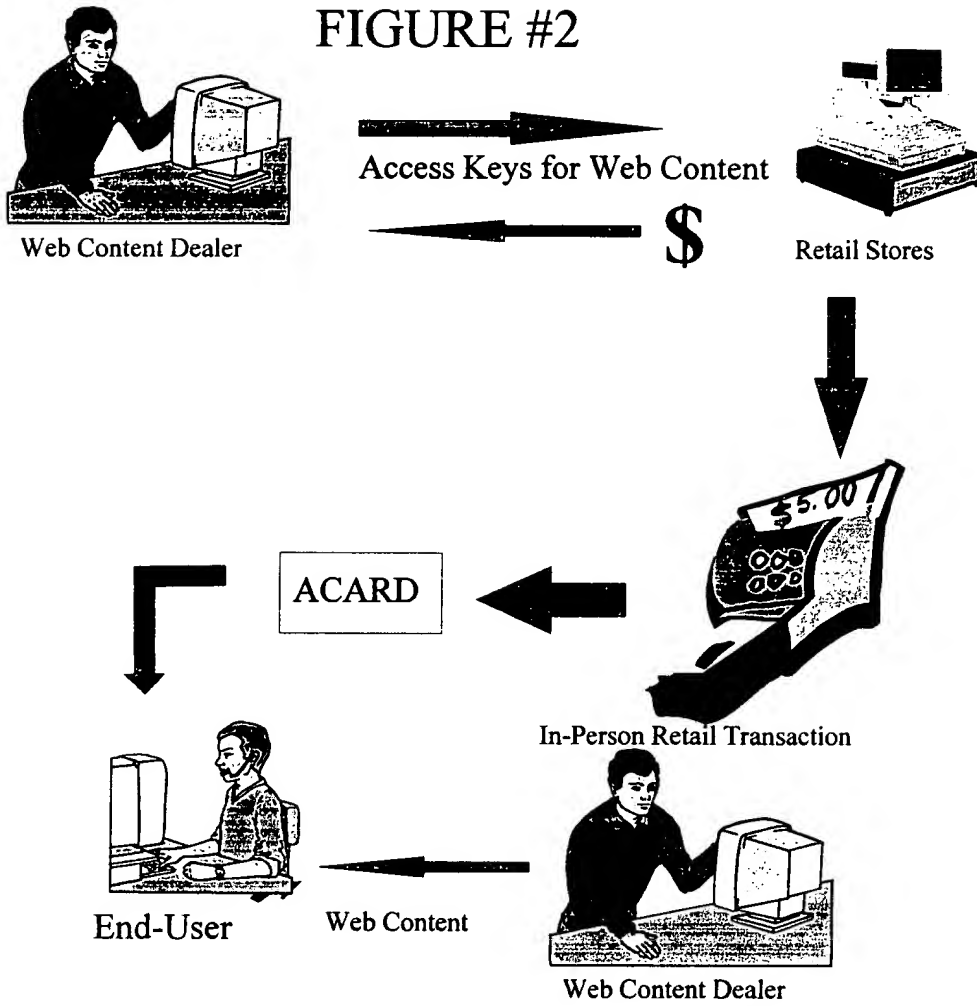 FIGURE #2
Access Keys for Web Content
$
Web Content Dealer
Retail Stores
$5.00
ACARD
In-Person Retail Transaction
End-User
Web Content
Web Content Dealer